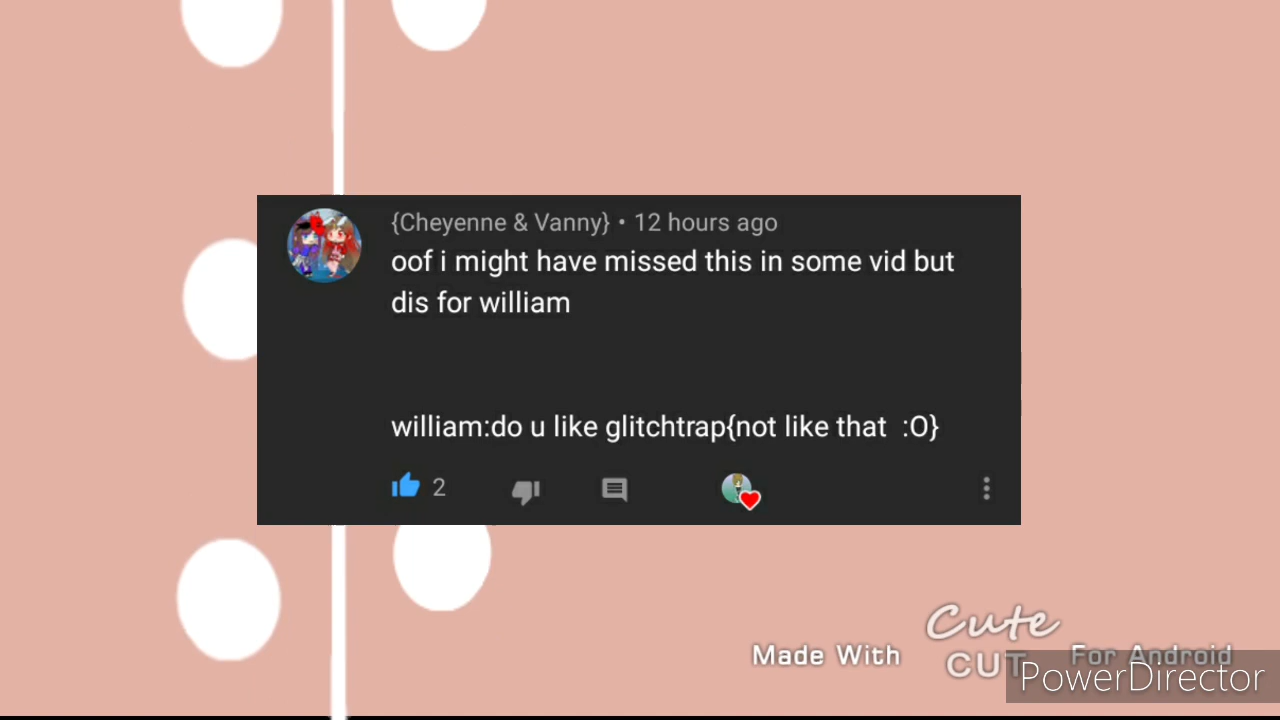 {Cheyenne & Vanny} • 12 hours ago
oof i might have missed this in some vid but
dis for william
william:do u like glitchtrap{not like that :O}
2
Made With Cute CUT For Android
PowerDirector